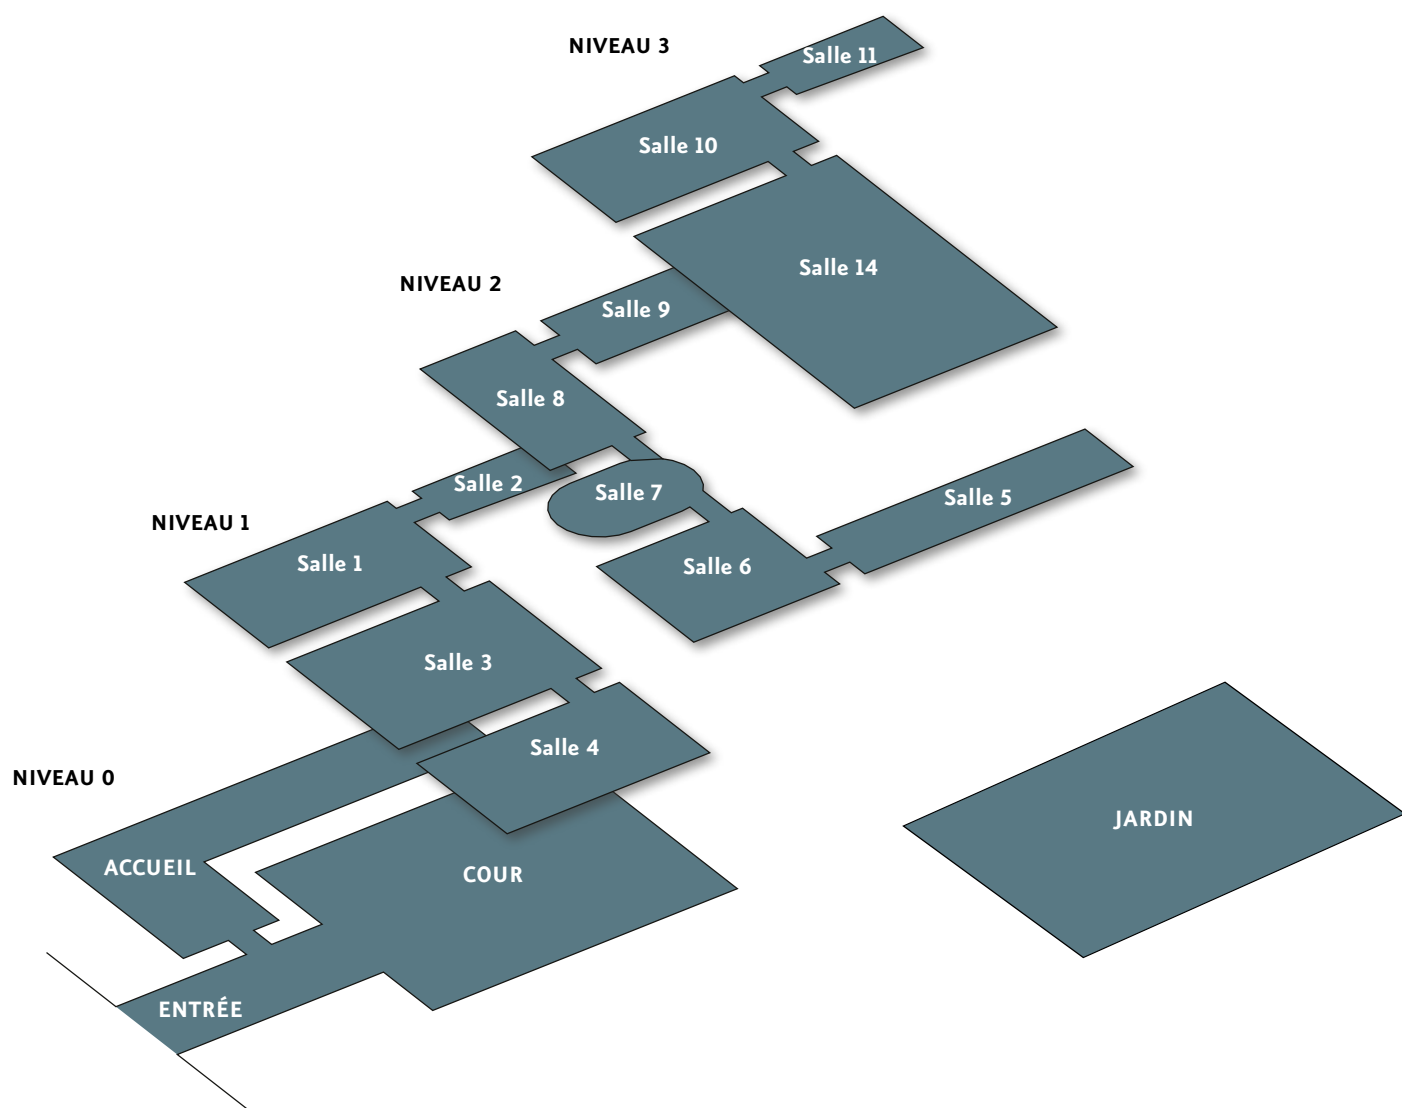 NIVEAU 3
Salle 11
Salle 10
Salle 14
NIVEAU 2
Salle 9
Salle 8
Salle 2
Salle 7
Salle 5
NIVEAU 1
Salle 1
Salle 6
Salle 3
Salle 4
NIVEAU 0
JARDIN
ACCUEIL
COUR
ENTRÉE